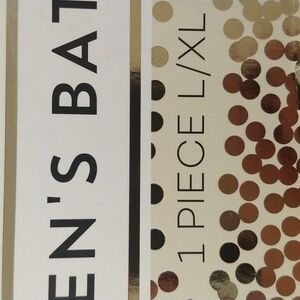 EN'S BAT
1 PIECE L/XL